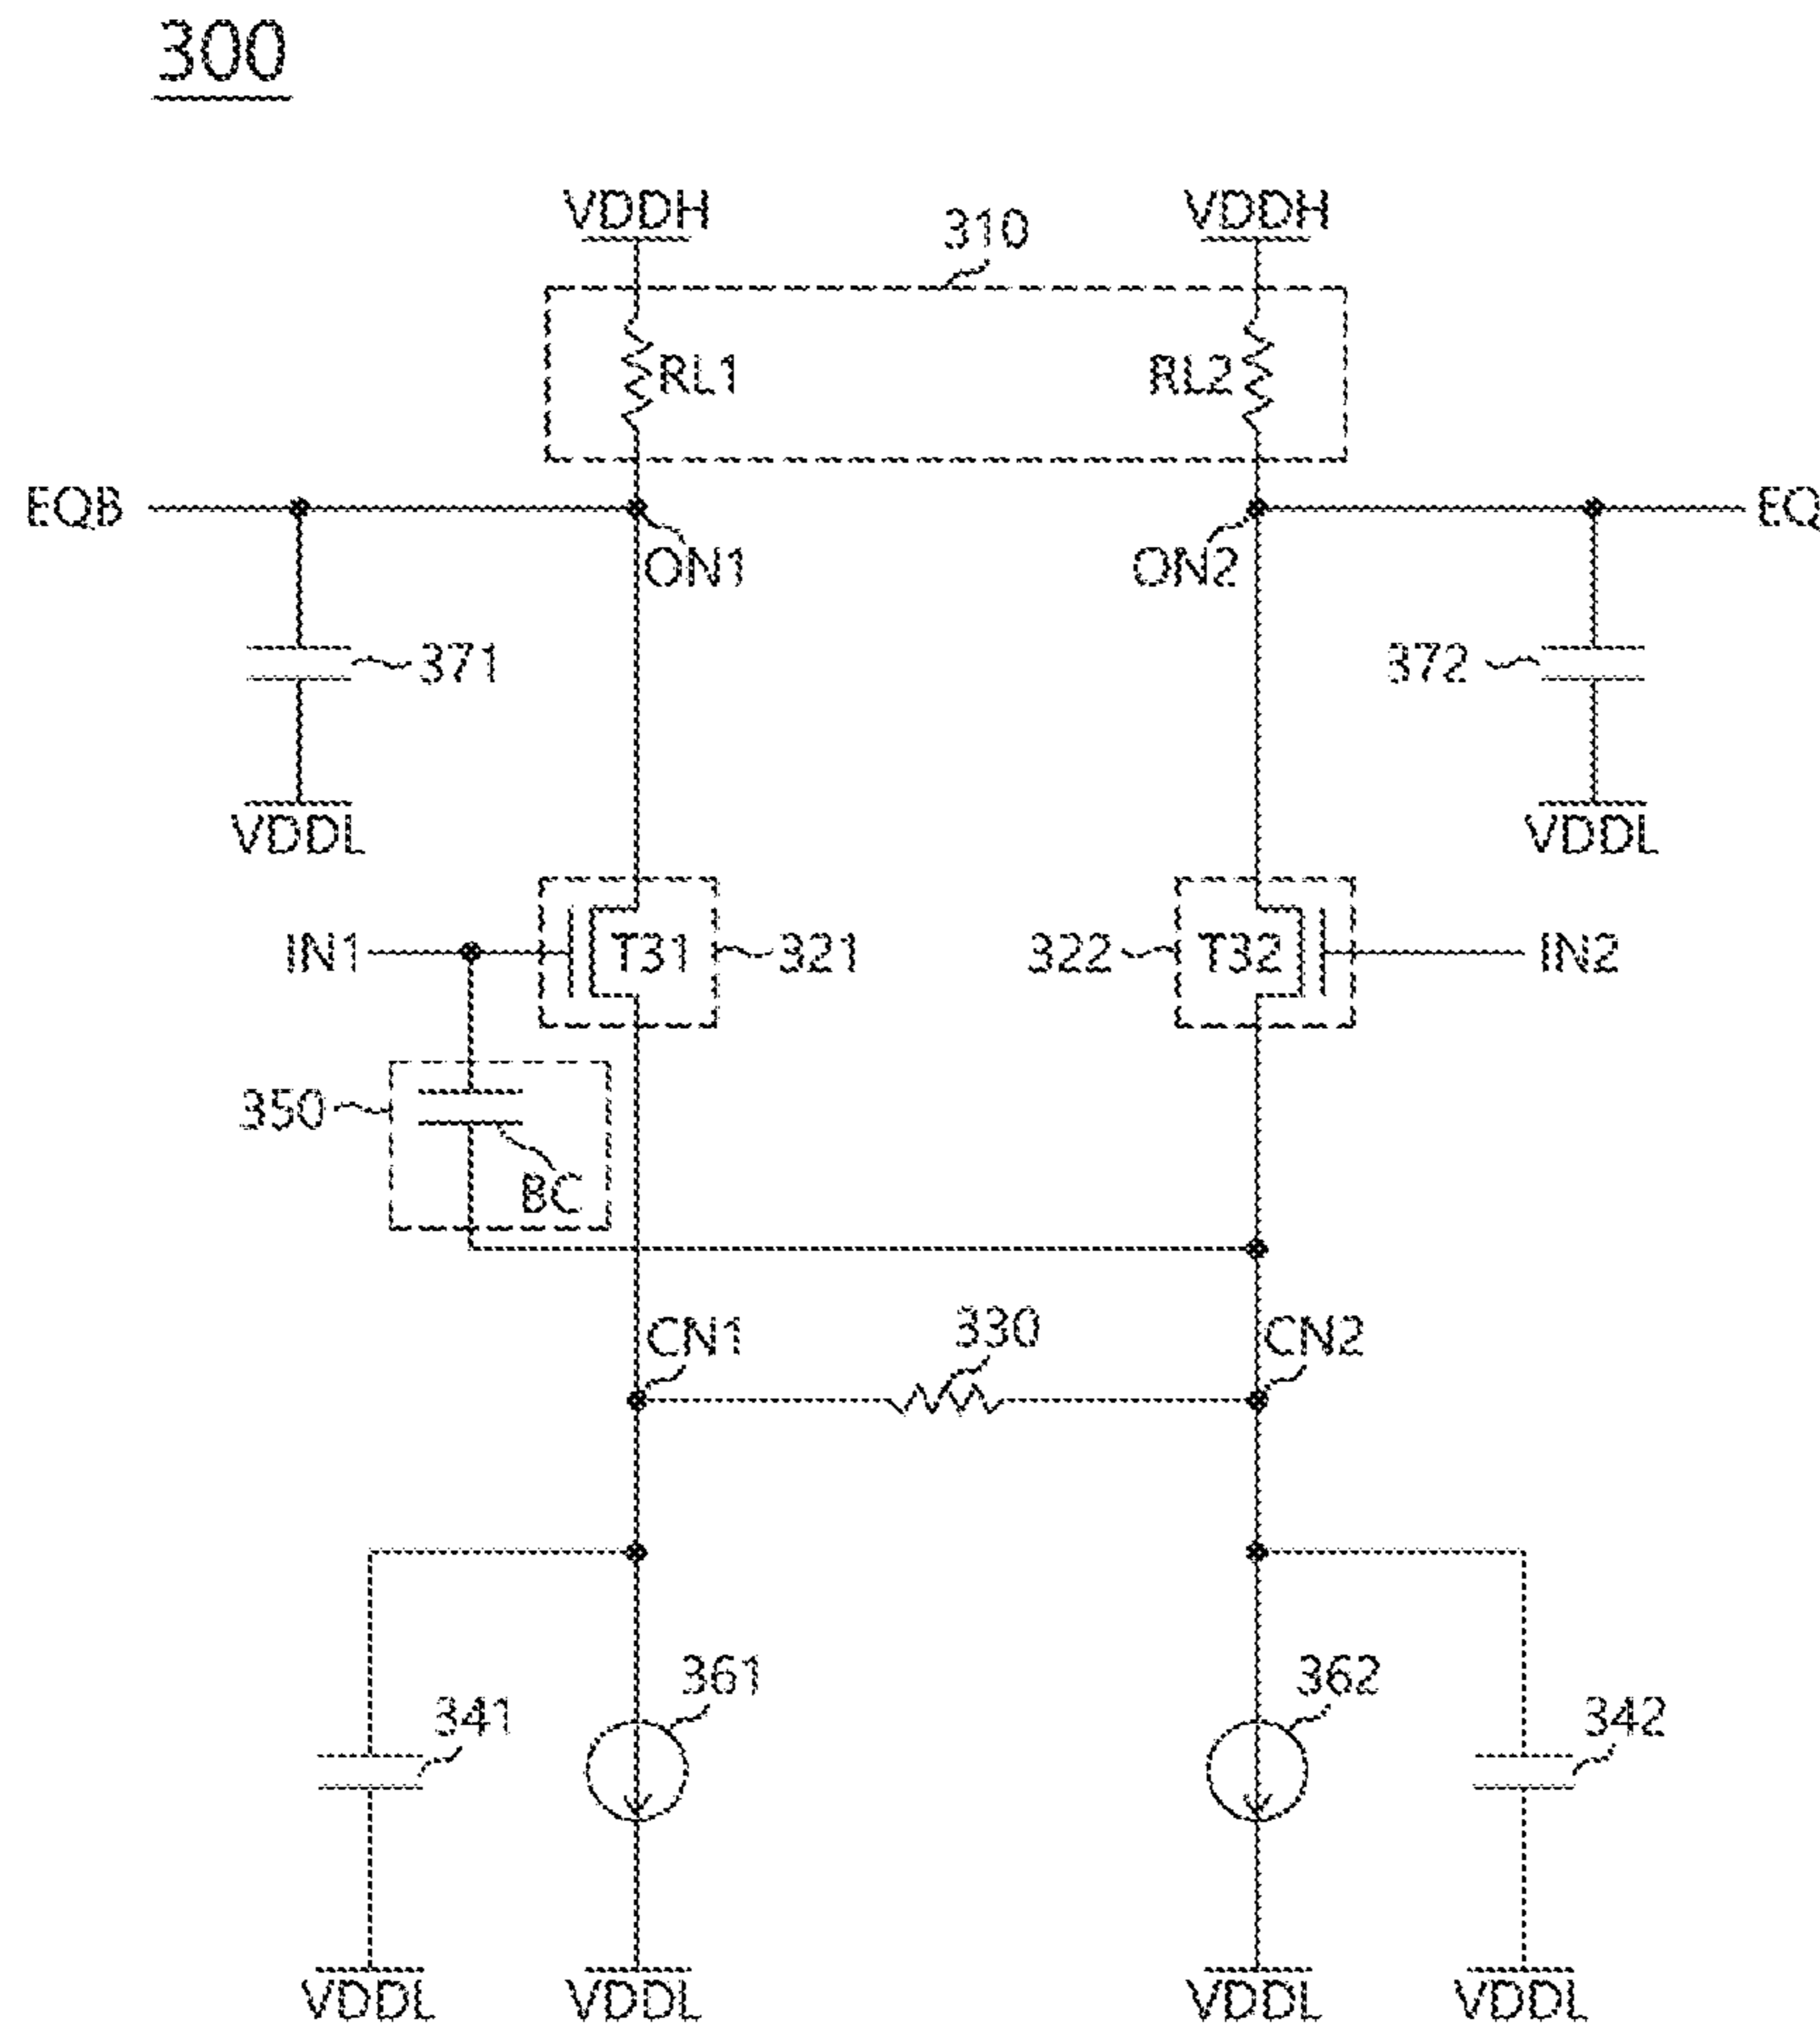 300
VDDH
VDDH
310
RL1
RL2
EQB
EQ
ON1
ON2
371
372
VDDL
VDDL
IN1
T31
321
322
T32
IN2
350
BC
CN1
330
CN2
361
362
341
342
VDDL
VDDL
VDDL
VDDL